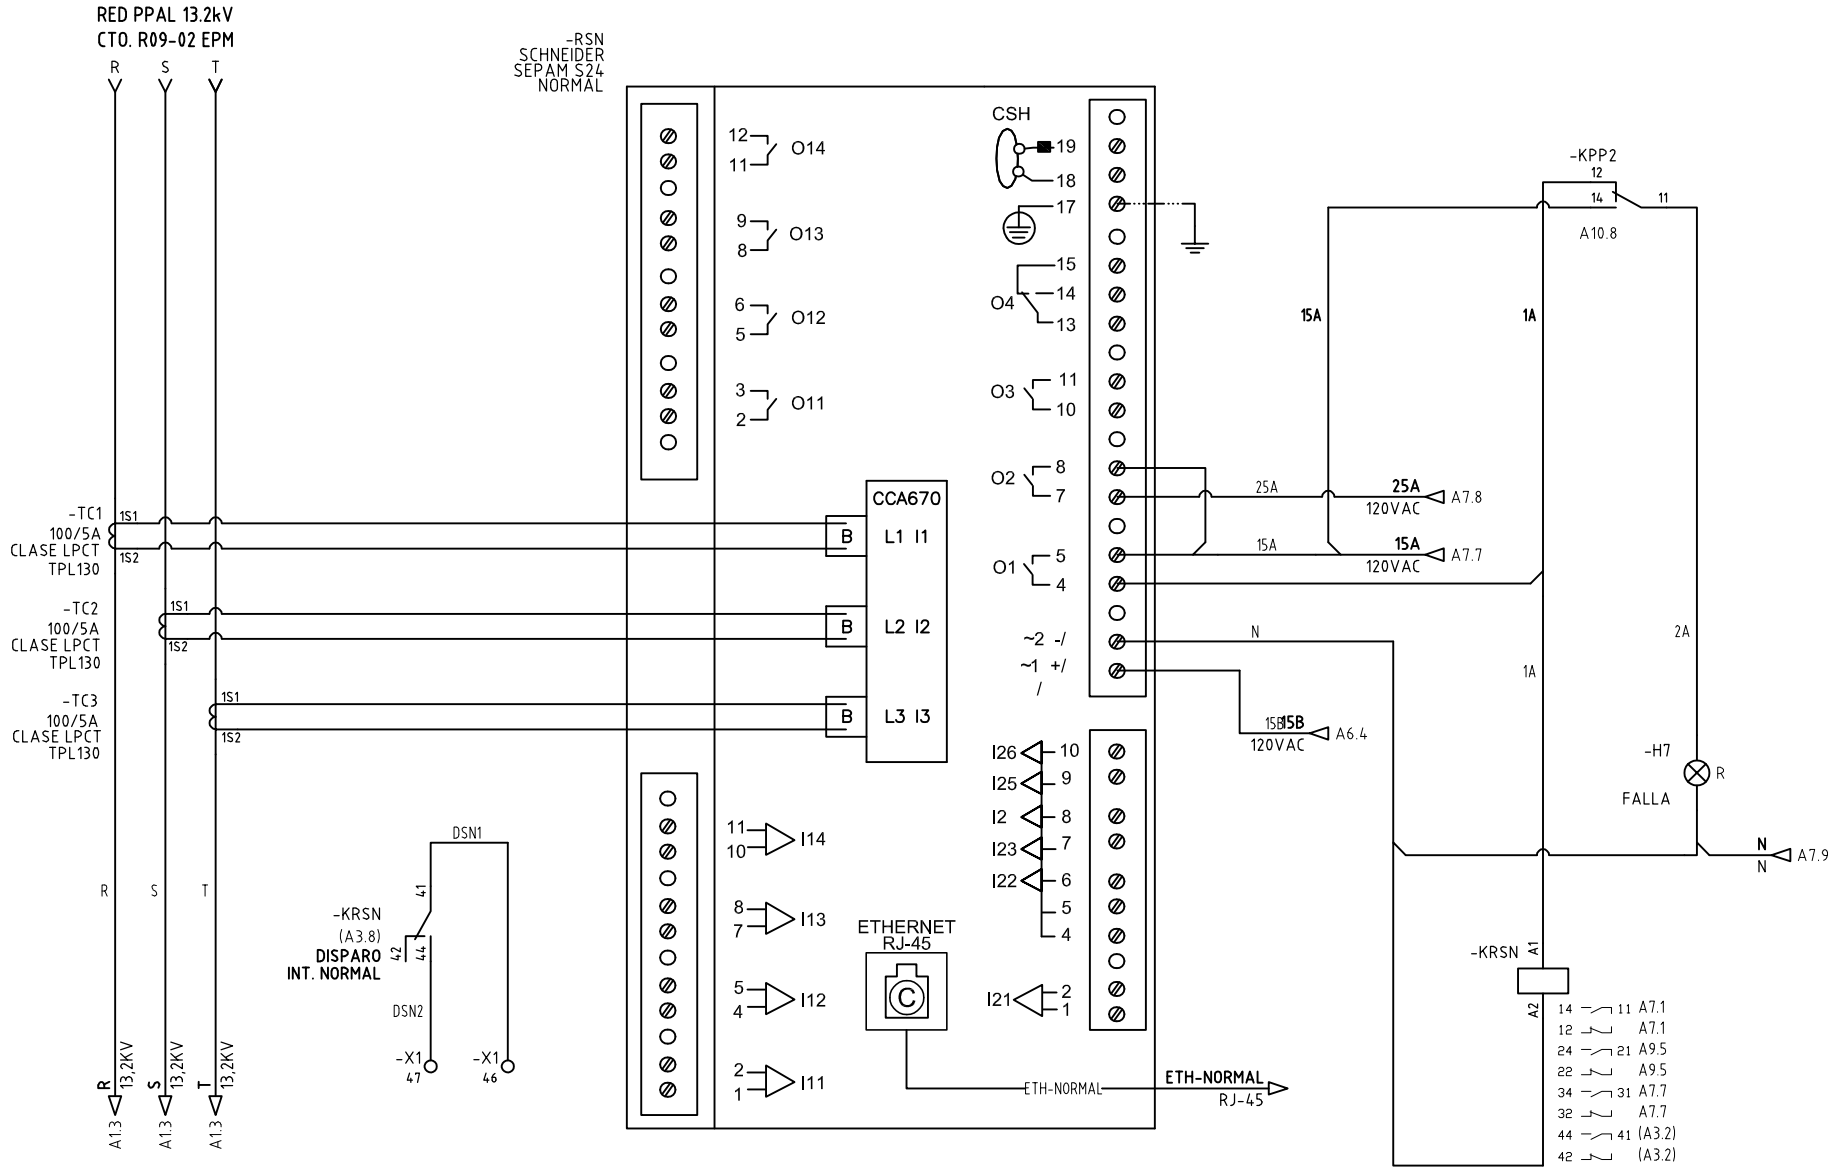 RED PPAL 13.2kV
CTO. R09-02 EPM
R S T
-RSN
SCHNEIDER
SEPAM S24
NORMAL
12
11
O14
9
8
O13
6
5
O12
3
2
O11
CSH
19
18
17
15
14
13
O4
11
10
O3
8
7
O2
5
4
O1
~2 -/
~1 +/
/
-KPP2
12
14
11
A10.8
15A
1A
25A
25A
120VAC
A7.8
15A
15A
120VAC
A7.7
N
1A
2A
15B
15B
120VAC
A6.4
-H7
R
FALLA
N
N
A7.9
-TC1
100/5A
CLASE LPCT
TPL130
1S1
1S2
-TC2
100/5A
CLASE LPCT
TPL130
1S1
1S2
-TC3
100/5A
CLASE LPCT
TPL130
1S1
1S2
CCA670
B L1 I1
B L2 I2
B L3 I3
I26 10
I25 9
I2 8
I23 7
I22 6
5
4
I21 2
1
11
10
I14
8
7
I13
5
4
I12
2
1
I11
ETHERNET
RJ-45
C
ETH-NORMAL
ETH-NORMAL
RJ-45
DSN1
41
-KRSN
(A3.8)
DISPARO
INT. NORMAL
42
44
DSN2
-X1
47
-X1
46
R S T
R
13,2KV
A1.3
S
13,2KV
A1.3
T
13,2KV
A1.3
-KRSN
A1
A2
14 11 A7.1
12 A7.1
24 21 A9.5
22 A9.5
34 31 A7.7
32 A7.7
44 41 (A3.2)
42 (A3.2)